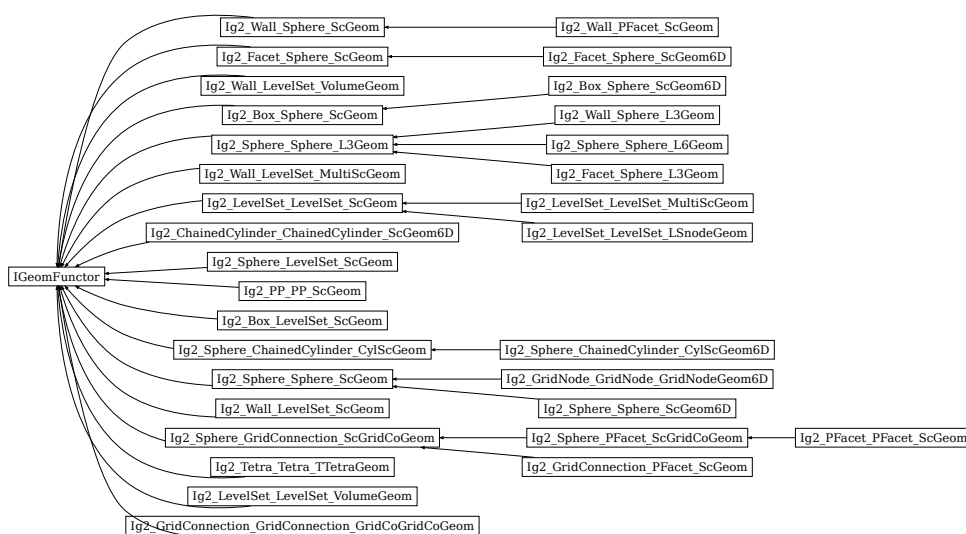 Ig2_Wall_Sphere_ScGeom
Ig2_Wall_PFacet_ScGeom
Ig2_Facet_Sphere_ScGeom
Ig2_Facet_Sphere_ScGeom6D
Ig2_Wall_LevelSet_VolumeGeom
Ig2_Box_Sphere_ScGeom6D
Ig2_Box_Sphere_ScGeom
Ig2_Wall_Sphere_L3Geom
Ig2_Sphere_Sphere_L3Geom
Ig2_Sphere_Sphere_L6Geom
Ig2_Wall_LevelSet_MultiScGeom
Ig2_Facet_Sphere_L3Geom
Ig2_LevelSet_LevelSet_ScGeom
Ig2_LevelSet_LevelSet_MultiScGeom
Ig2_ChainedCylinder_ChainedCylinder_ScGeom6D
Ig2_LevelSet_LevelSet_LSnodeGeom
Ig2_Sphere_LevelSet_ScGeom
IGeomFunctor
Ig2_PP_PP_ScGeom
Ig2_Box_LevelSet_ScGeom
Ig2_Sphere_ChainedCylinder_CylScGeom
Ig2_Sphere_ChainedCylinder_CylScGeom6D
Ig2_Sphere_Sphere_ScGeom
Ig2_GridNode_GridNode_GridNodeGeom6D
Ig2_Wall_LevelSet_ScGeom
Ig2_Sphere_Sphere_ScGeom6D
Ig2_Sphere_GridConnection_ScGridCoGeom
Ig2_Sphere_PFacet_ScGridCoGeom
Ig2_PFacet_PFacet_ScGeom
Ig2_Tetra_Tetra_TTetraGeom
Ig2_GridConnection_PFacet_ScGeom
Ig2_LevelSet_LevelSet_VolumeGeom
Ig2_GridConnection_GridConnection_GridCoGridCoGeom